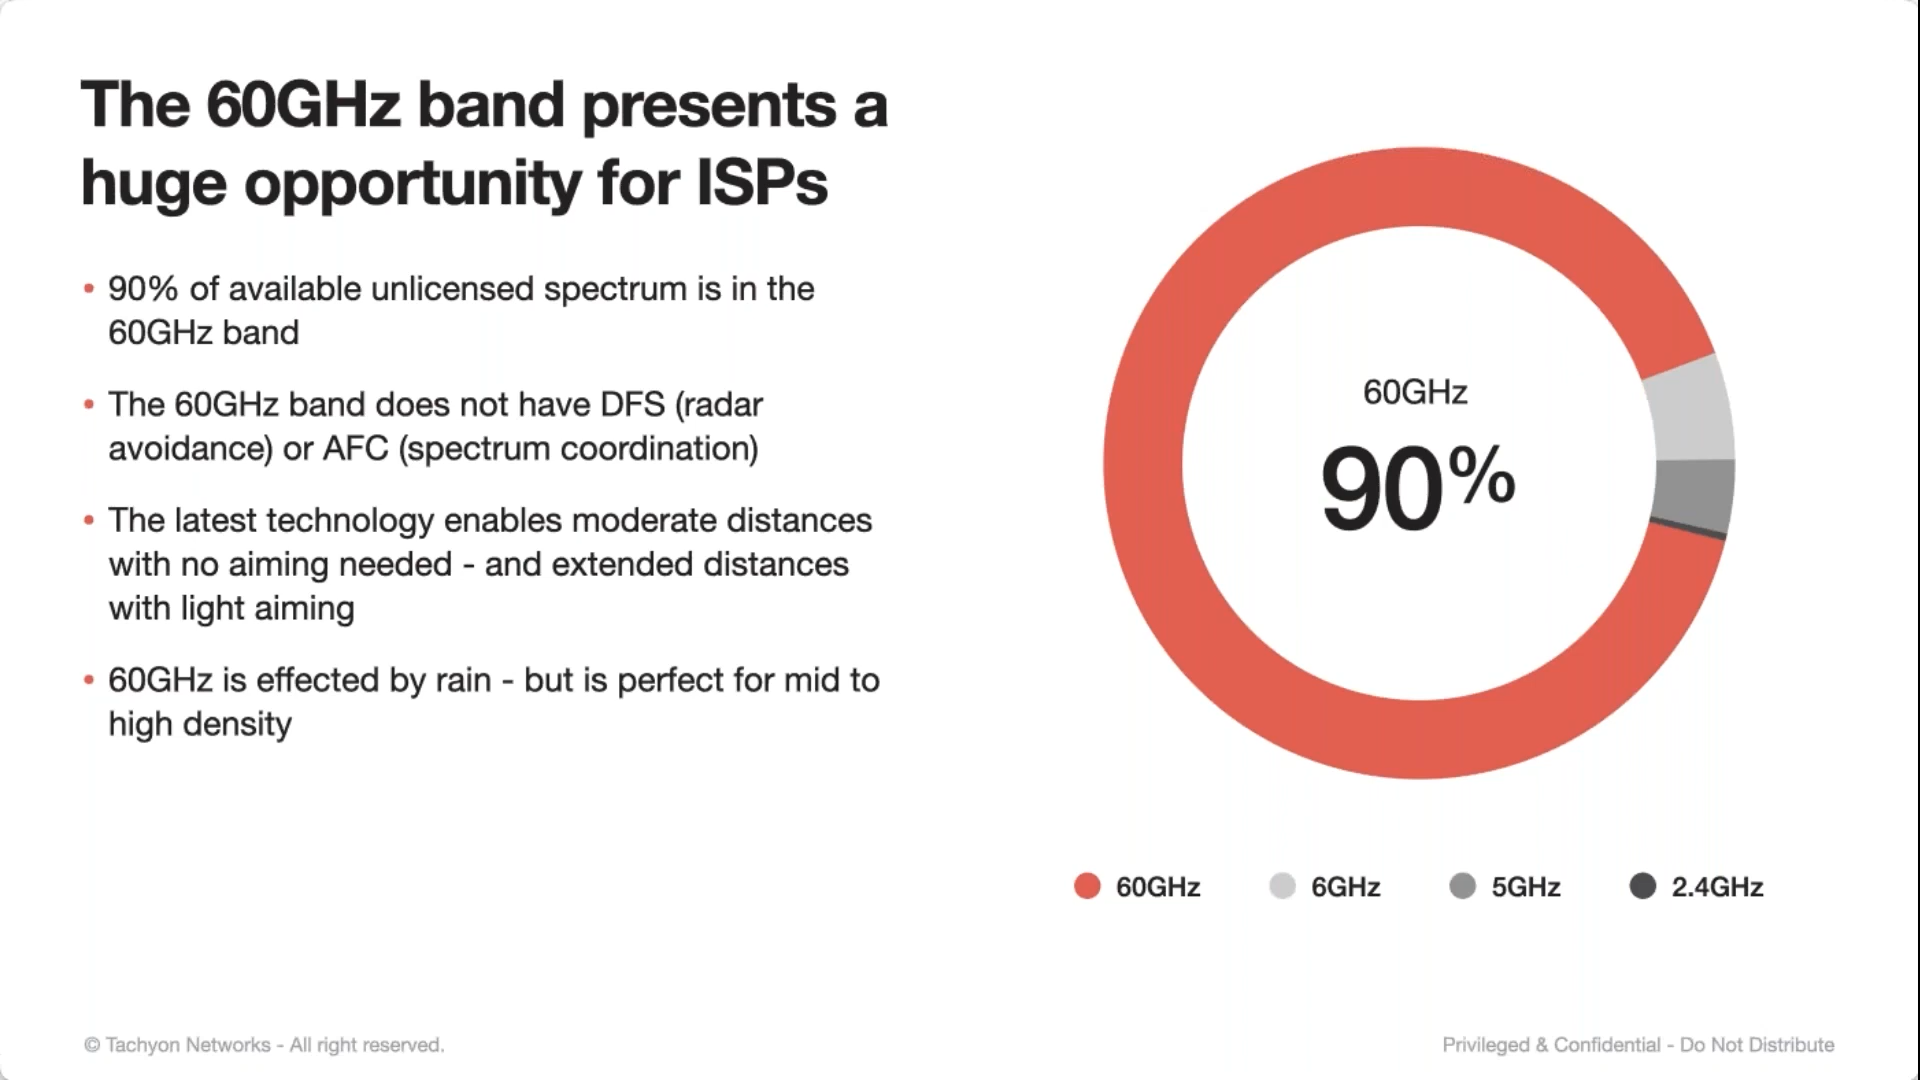 The 60GHz band presents a
huge opportunity for ISPs
• 90% of available unlicensed spectrum is in the
60GHz band
• The 60GHz band does not have DFS (radar
avoidance) or AFC (spectrum coordination)
• The latest technology enables moderate distances
with no aiming needed - and extended distances
with light aiming
• 60GHz is effected by rain - but is perfect for mid to
high density
60GHz
90%
60GHz
6GHz
5GHz
2.4GHz
© Tachyon Networks - All right reserved.
Privileged & Confidential - Do Not Distribute